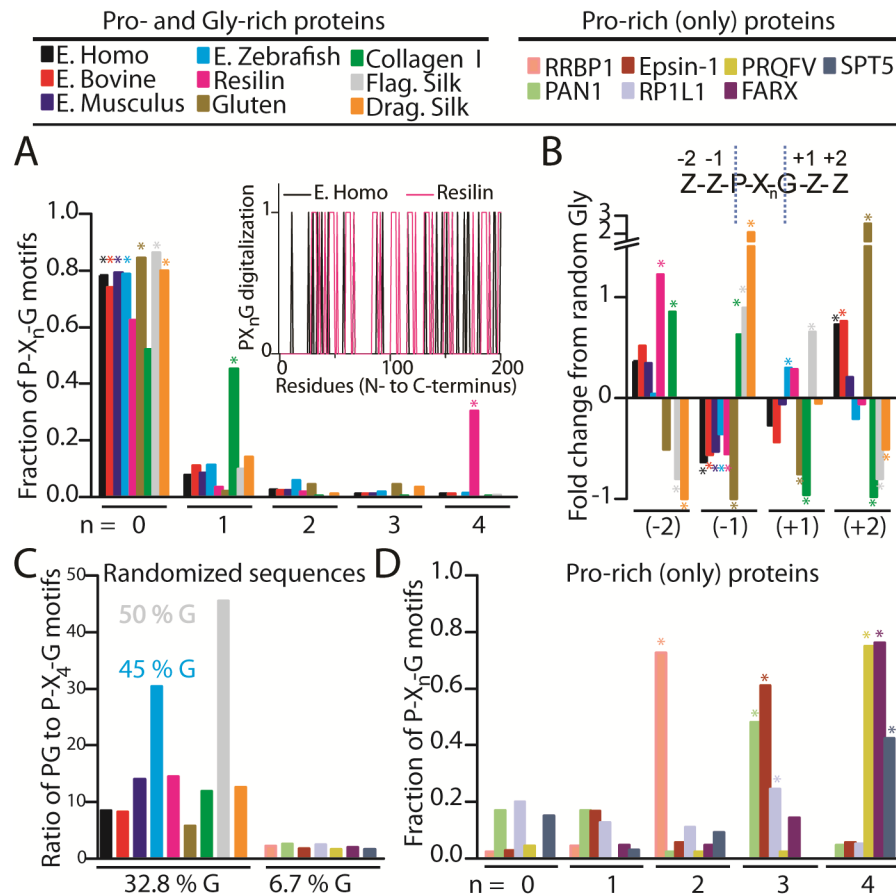 Pro- and Gly-rich proteins
Pro-rich (only) proteins
E. Homo
E. Bovine
E. Musculus
E. Zebrafish
Resilin
Gluten
Collagen I
Flag. Silk
Drag. Silk
RRBP1
PAN1
Epsin-1
RP1L1
PRQFV
FARX
SPT5
A
Fraction of P-XnG motifs
1.0
0.8
0.6
0.4
0.2
0.0
n = 0 1 2 3 4
* * * * * * *
*
*
E. Homo
Resilin
PXnG digitalization
1
0
0 100 200
Residues (N- to C-terminus)
B
-2 -1 +1 +2
Z-Z-P-XnG-Z-Z
Fold change from random Gly
3
2
1
0
-1
(-2) (-1) (+1) (+2)
C
Randomized sequences
Ratio of PG to P-X4-G motifs
50
40
30
20
10
0
50 % G
45 % G
32.8 % G
6.7 % G
D
Pro-rich (only) proteins
Fraction of P-Xn-G motifs
1.0
0.8
0.6
0.4
0.2
0.0
n = 0 1 2 3 4